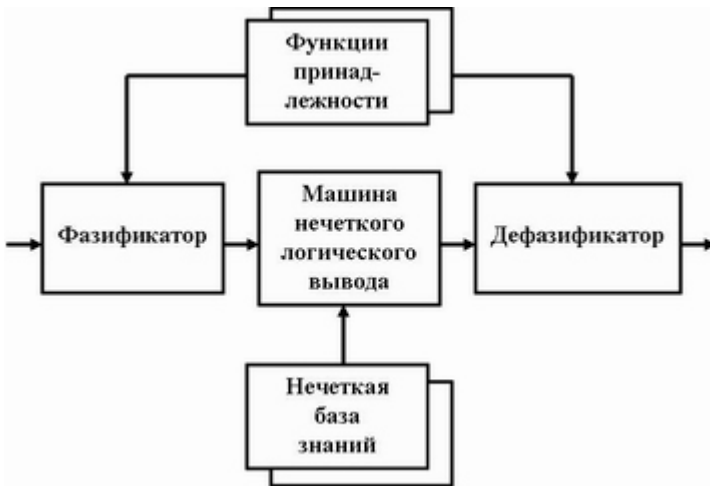 Функции
принад-
лежности
Фазификатор
Машина
нечеткого
логического
вывода
Дефазификатор
Нечеткая
база
знаний